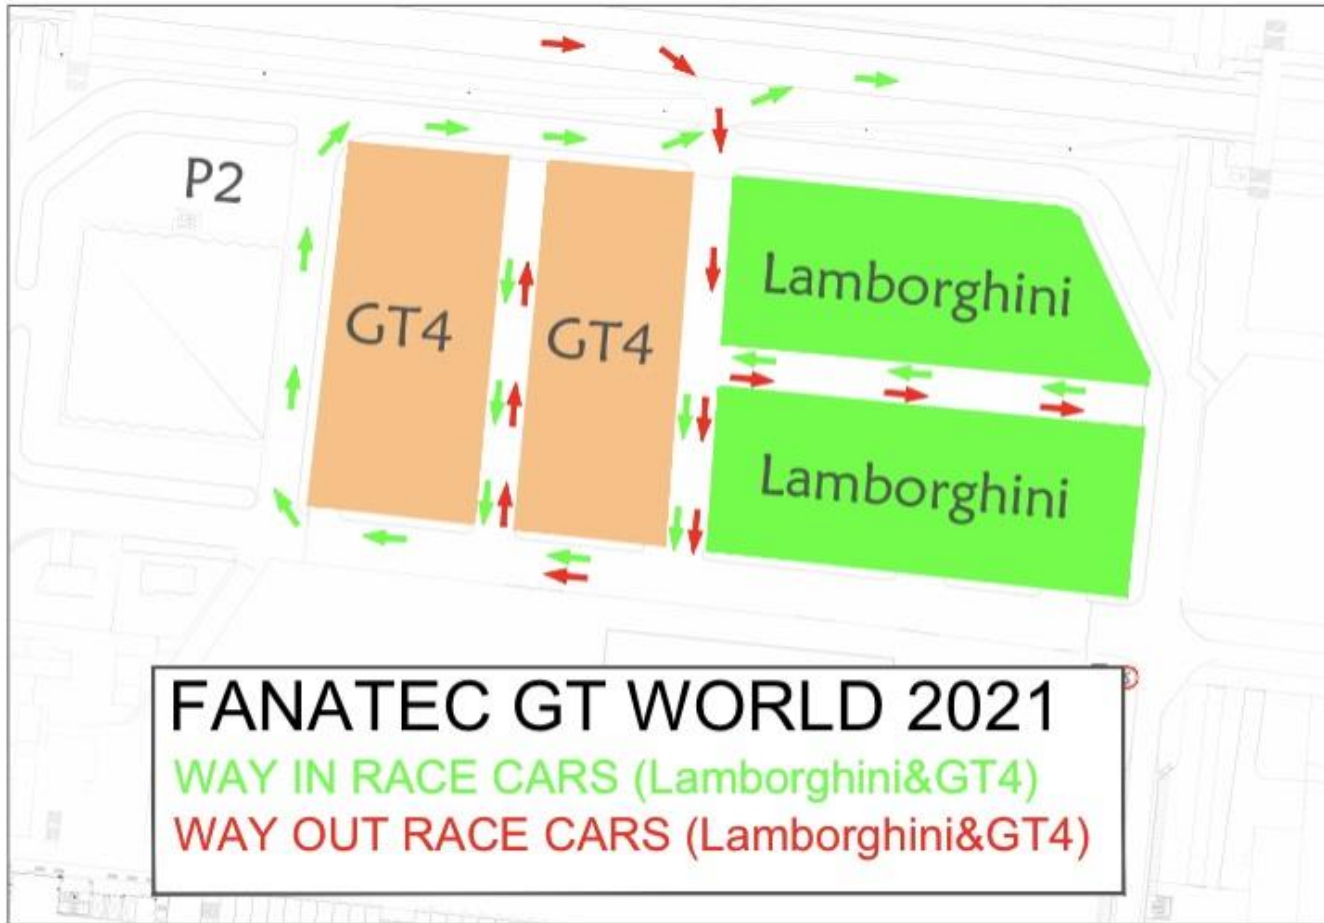 P2
GT4
GT4
Lamborghini
Lamborghini
FANATEC GT WORLD 2021
WAY IN RACE CARS (Lamborghini&GT4)
WAY OUT RACE CARS (Lamborghini&GT4)